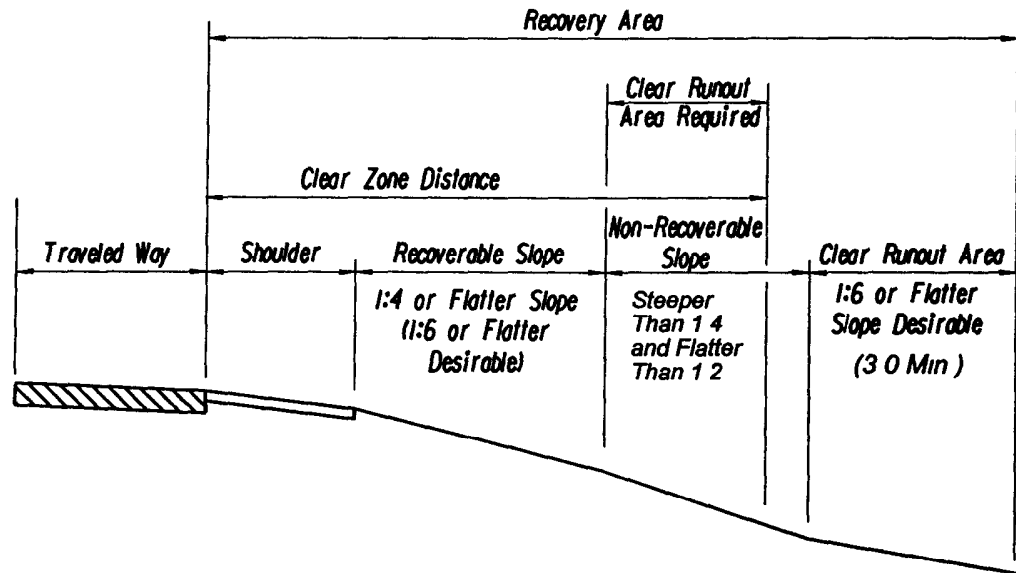 Recovery Area
Clear Runout
Area Required
Clear Zone Distance
Traveled Way
Shoulder
Recoverable Slope
1:4 or Flatter Slope
(1:6 or Flatter
Desirable)
Non-Recoverable
Slope
Steeper
Than 1 4
and Flatter
Than 1 2
Clear Runout Area
1:6 or Flatter
Slope Desirable
(3 0 Min )